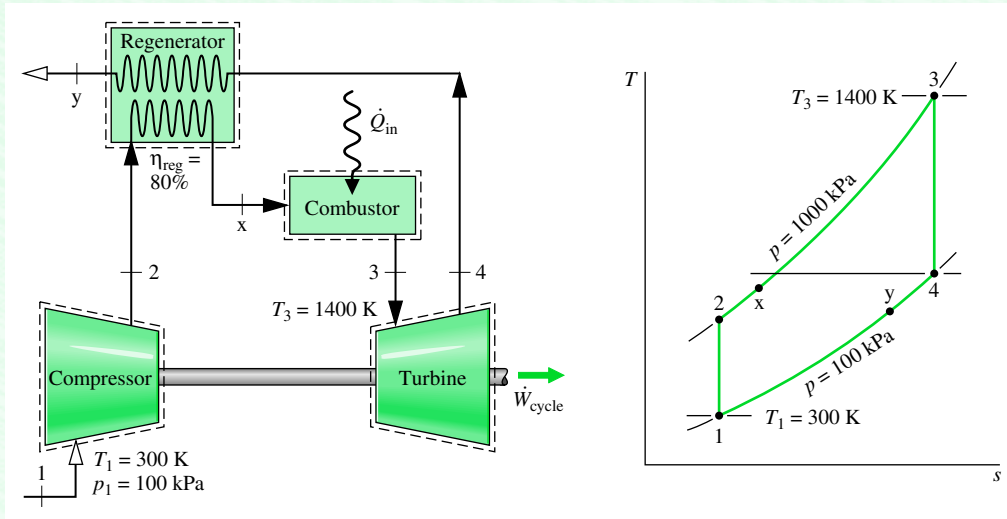 Regenerator
y
Q̇in
ηreg =
80%
x
Combustor
2
3
4
T3 = 1400 K
Compressor
Turbine
Ẇcycle
1
T1 = 300 K
p1 = 100 kPa
T
3
T3 = 1400 K
p = 1000 kPa
2
x
y
4
p = 100 kPa
1
T1 = 300 K
s